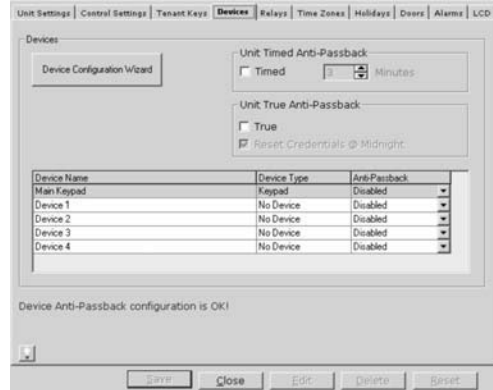 Unit Settings Control Settings Tenant Keys Devices Relays Time Zones Holidays Doors Alarms LCD
Devices
Device Configuration Wizard
Unit Timed Anti-Passback
Timed 3 Minutes
Unit True Anti-Passback
True
Reset Credentials @ Midnight
Device Name Device Type Anti-Passback
Main Keypad Keypad Disabled
Device 1 No Device Disabled
Device 2 No Device Disabled
Device 3 No Device Disabled
Device 4 No Device Disabled
Device Anti-Passback configuration is OK!
Save Close Edit Delete Reset